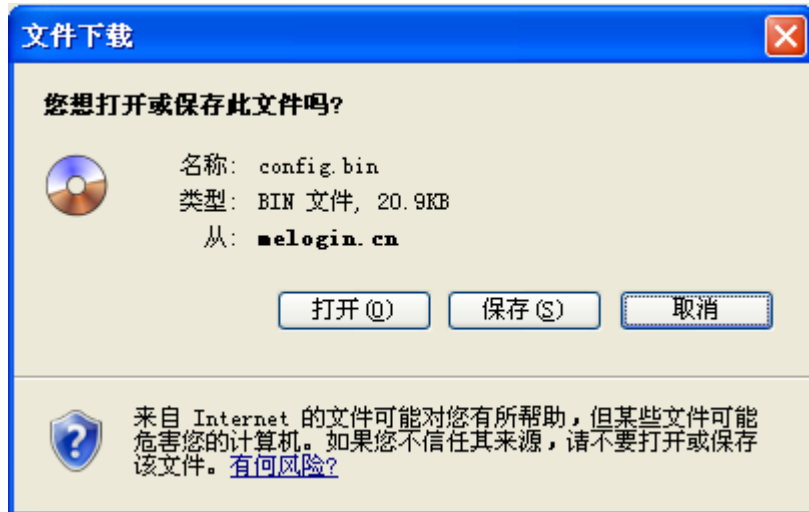 文件下载
您想打开或保存此文件吗?
名称: config.bin
类型: BIN 文件, 20.9KB
从: melogin.cn
打开(O) 保存(S) 取消
来自 Internet 的文件可能对您有所帮助,但某些文件可能
危害您的计算机。如果您不信任其来源,请不要打开或保存
该文件。有何风险?